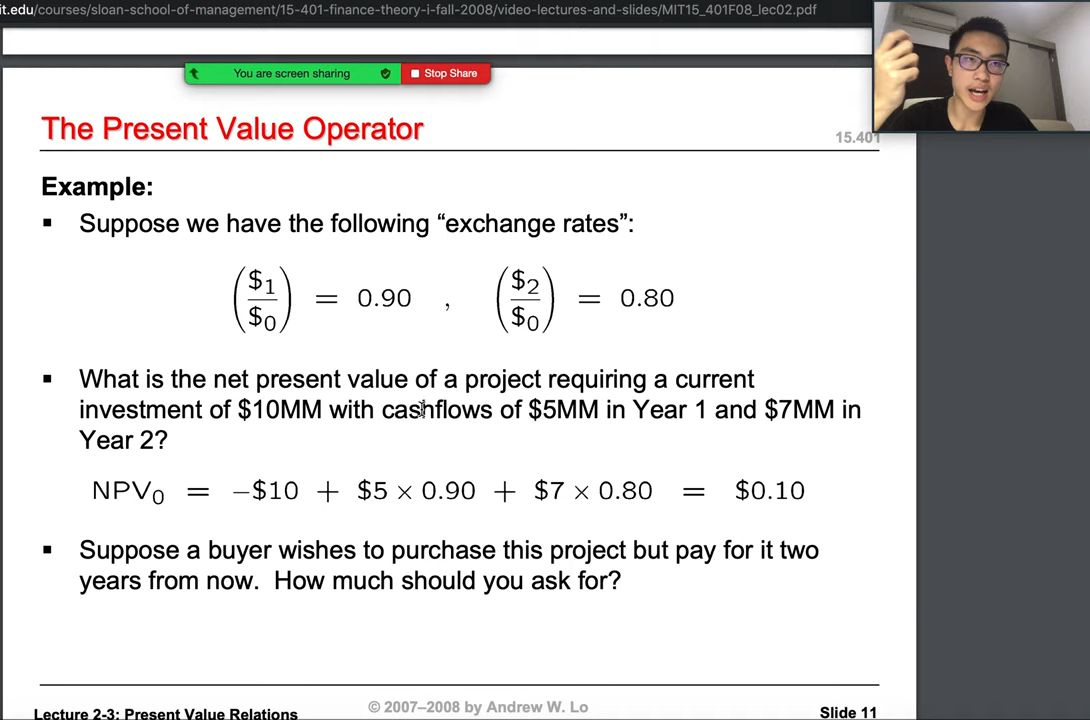 it.edu/courses/sloan-school-of-management/15-401-finance-theory-i-fall-2008/video-lectures-and-slides/MIT15_401F08_lec02.pdf
You are screen sharing Stop Share
The Present Value Operator
15.401
Example:
▪ Suppose we have the following “exchange rates”:
($1/$0) = 0.90 , ($2/$0) = 0.80
▪ What is the net present value of a project requiring a current
investment of $10MM with cashflows of $5MM in Year 1 and $7MM in
Year 2?
NPV0 = −$10 + $5 × 0.90 + $7 × 0.80 = $0.10
▪ Suppose a buyer wishes to purchase this project but pay for it two
years from now. How much should you ask for?
Lecture 2-3: Present Value Relations
© 2007–2008 by Andrew W. Lo
Slide 11